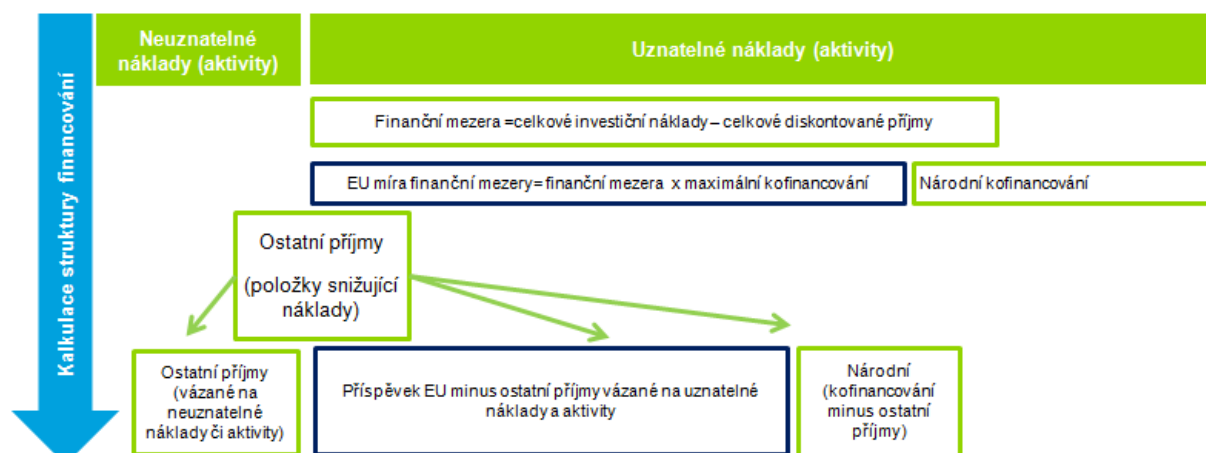 Kalkulace struktury financování
Neuznatelné
náklady (aktivity)
Uznatelné náklady (aktivity)
Finanční mezera =celkové investiční náklady – celkové diskontované příjmy
EU míra finanční mezery= finanční mezera x maximální kofinancování
Národní kofinancování
Ostatní příjmy
(položky snižující
náklady)
Ostatní příjmy
(vázané na
neuznatelné
náklady či aktivity)
Příspěvek EU minus ostatní příjmy vázané na uznatelné
náklady a aktivity
Národní
(kofinancování
minus ostatní
příjmy)